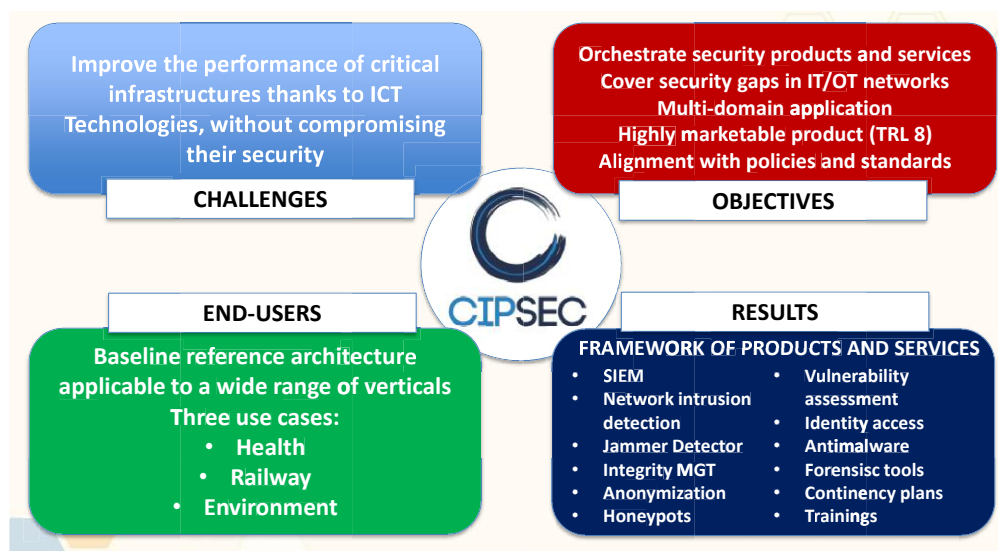 Improve the performance of critical
infrastructures thanks to ICT
Technologies, without compromising
their security
CHALLENGES
Orchestrate security products and services
Cover security gaps in IT/OT networks
Multi-domain application
Highly marketable product (TRL 8)
Alignment with policies and standards
OBJECTIVES
CIPSEC
END-USERS
Baseline reference architecture
applicable to a wide range of verticals
Three use cases:
• Health
• Railway
• Environment
RESULTS
FRAMEWORK OF PRODUCTS AND SERVICES
• SIEM
• Network intrusion
detection
• Jammer Detector
• Integrity MGT
• Anonymization
• Honeypots
• Vulnerability
assessment
• Identity access
• Antimalware
• Forensisc tools
• Continency plans
• Trainings